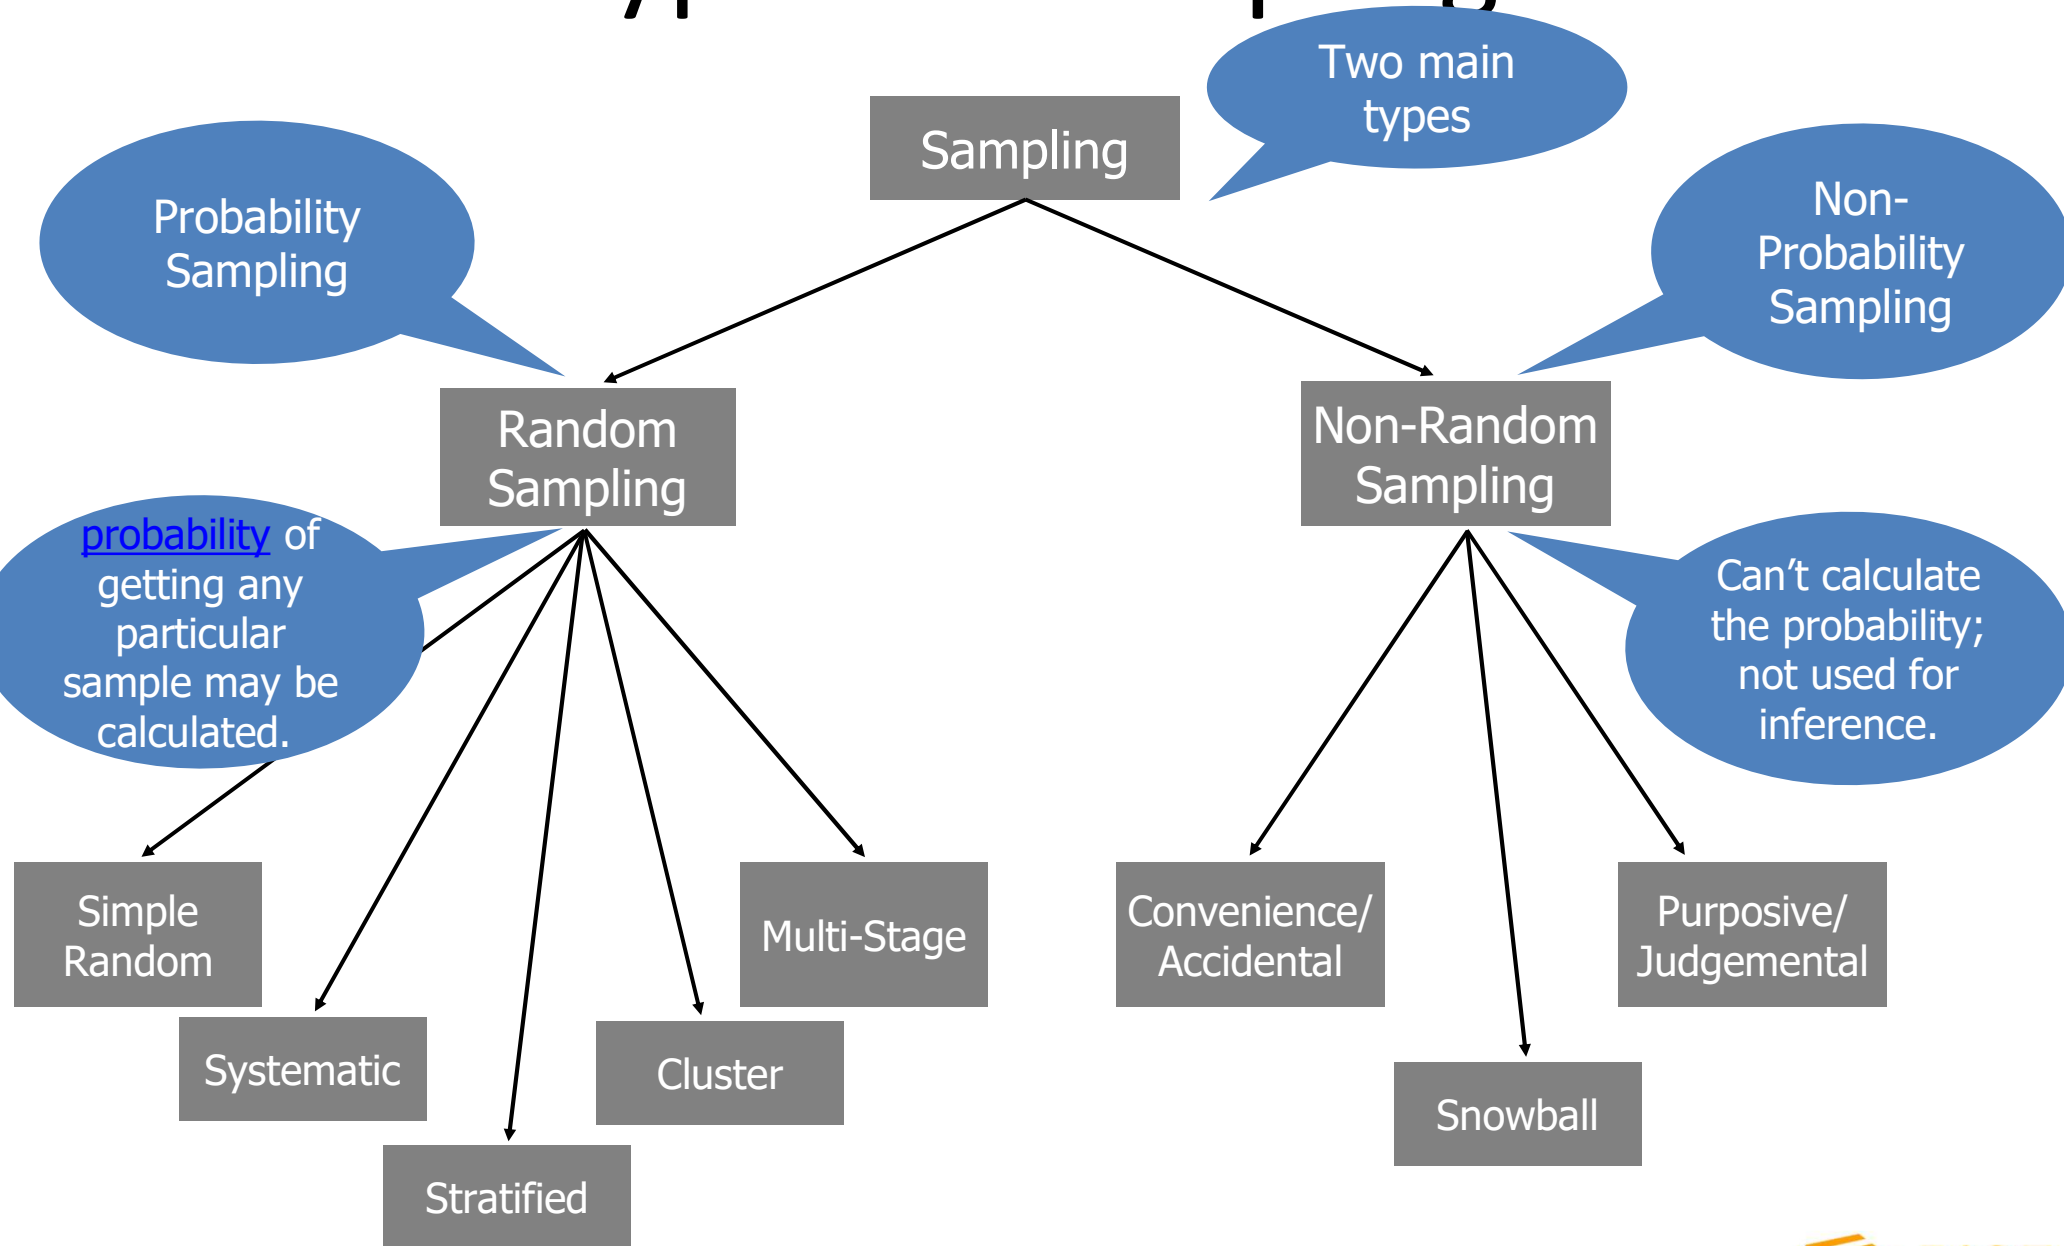 Two main
types
Sampling
Probability
Sampling
Non-
Probability
Sampling
Random
Sampling
Non-Random
Sampling
probability of
getting any
particular
sample may be
calculated.
Can’t calculate
the probability;
not used for
inference.
Simple
Random
Systematic
Stratified
Cluster
Multi-Stage
Convenience/
Accidental
Snowball
Purposive/
Judgemental